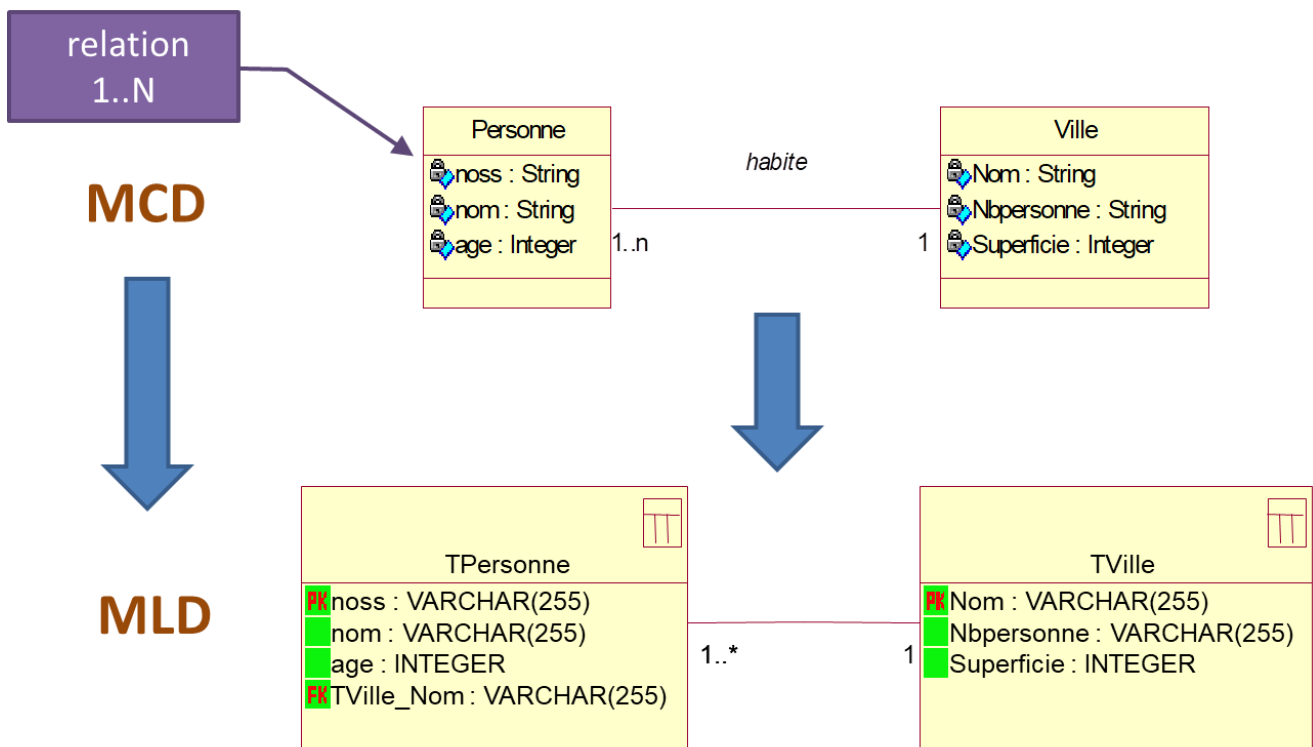 relation
1..N
MCD
Personne
noss : String
nom : String
age : Integer
habite
1..n
1
Ville
Nom : String
Nbpersonne : String
Superficie : Integer
MLD
TPersonne
PK noss : VARCHAR(255)
nom : VARCHAR(255)
age : INTEGER
FK TVille_Nom : VARCHAR(255)
1..*
1
TVille
PK Nom : VARCHAR(255)
Nbpersonne : VARCHAR(255)
Superficie : INTEGER